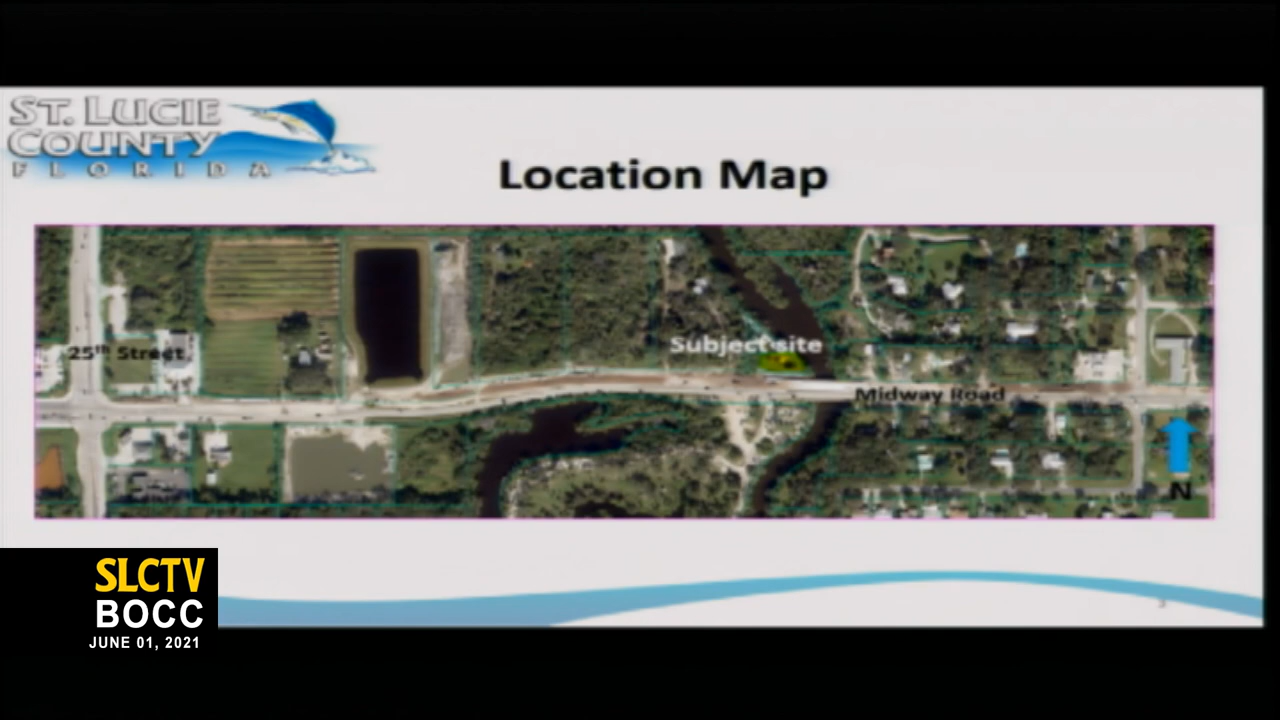 ST. LUCIE
COUNTY
FLORIDA
Location Map
Subject site
25th Street
Midway Road
N
SLCTV
BOCC
JUNE 01, 2021